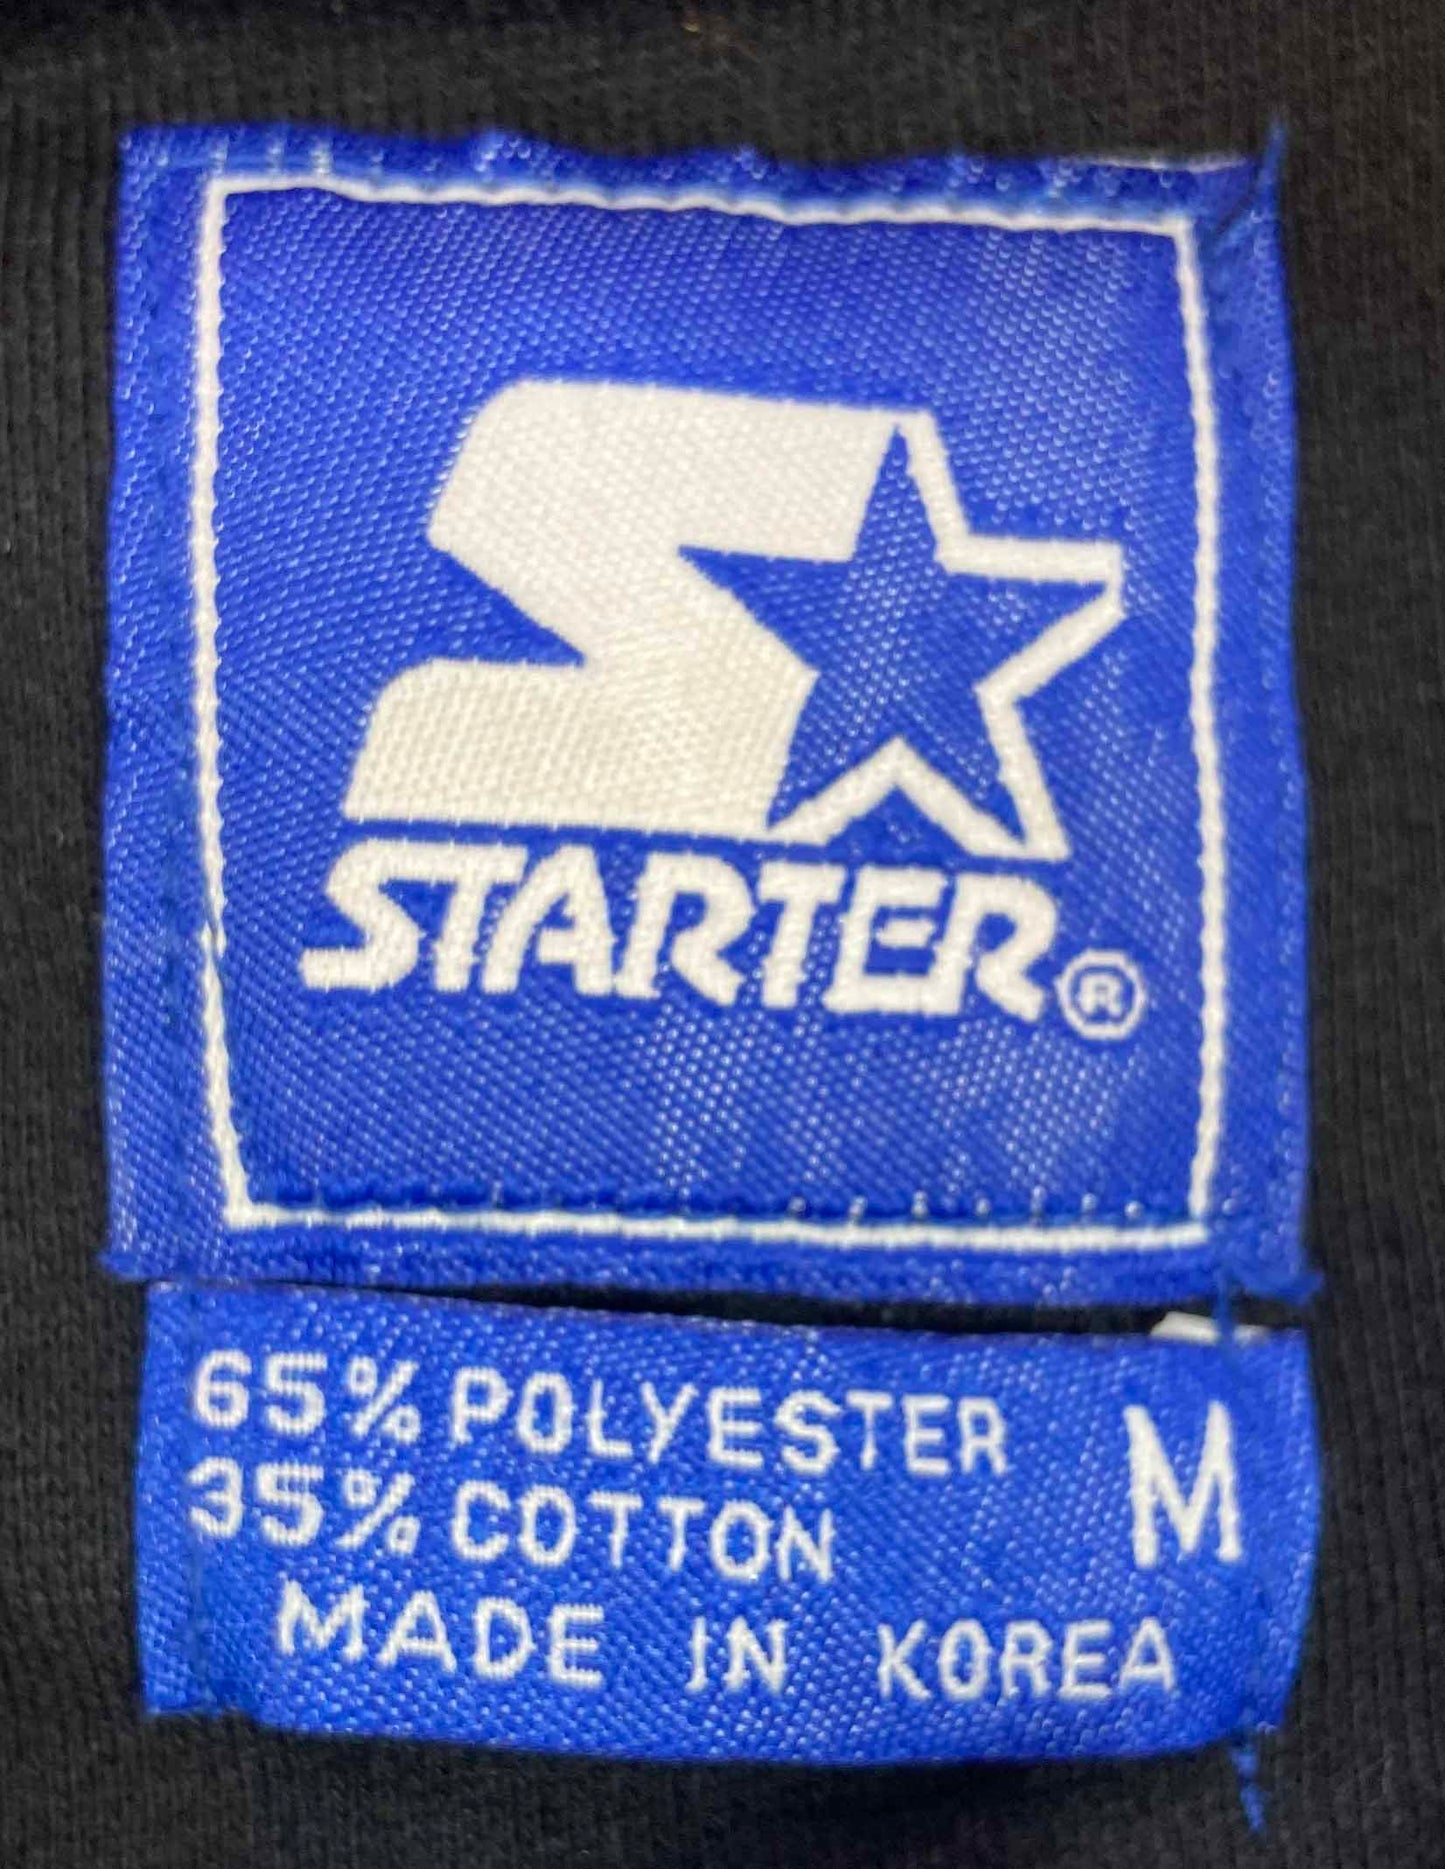 STARTER®
65% POLYESTER
35% COTTON
M
MADE IN KOREA